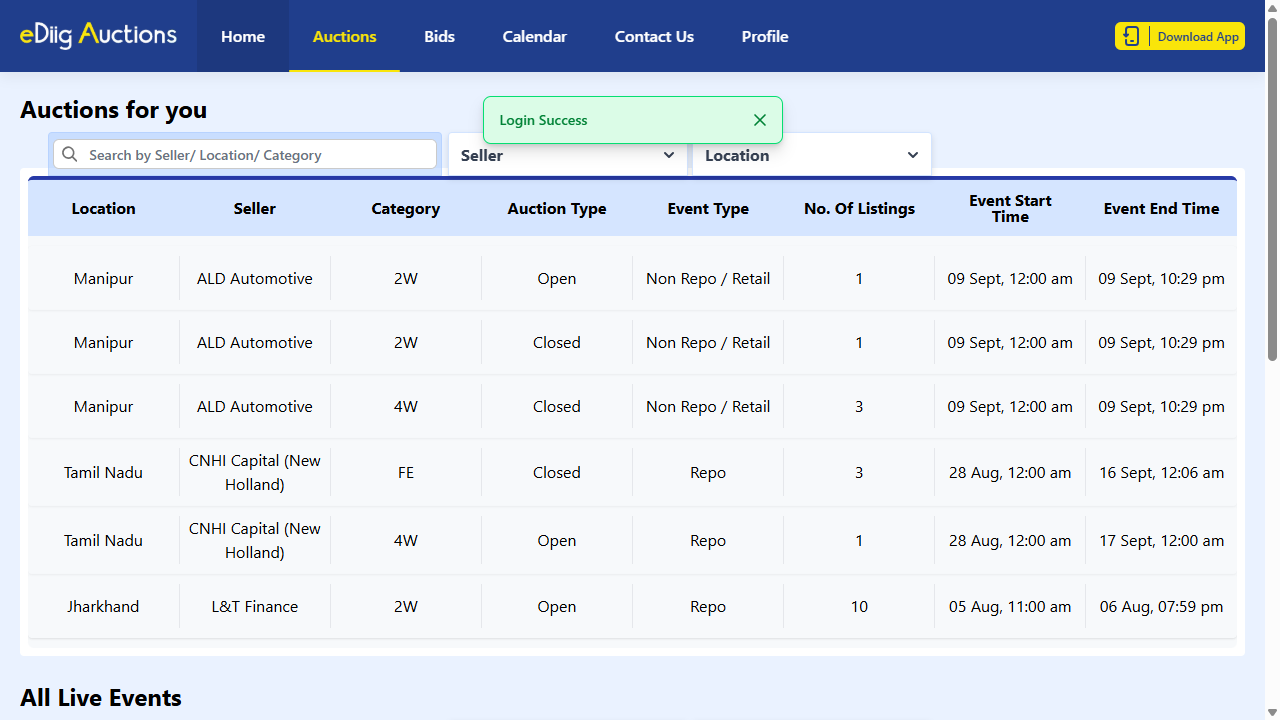 eDiig Auctions
Home
Auctions
Bids
Calendar
Contact Us
Profile
Download App
Auctions for you
Login Success
Search by Seller/ Location/ Category
Seller
Location
Location Seller Category Auction Type Event Type No. Of Listings Event Start Time Event End Time
Manipur ALD Automotive 2W Open Non Repo / Retail 1 09 Sept, 12:00 am 09 Sept, 10:29 pm
Manipur ALD Automotive 2W Closed Non Repo / Retail 1 09 Sept, 12:00 am 09 Sept, 10:29 pm
Manipur ALD Automotive 4W Closed Non Repo / Retail 3 09 Sept, 12:00 am 09 Sept, 10:29 pm
Tamil Nadu CNHI Capital (New Holland) FE Closed Repo 3 28 Aug, 12:00 am 16 Sept, 12:06 am
Tamil Nadu CNHI Capital (New Holland) 4W Open Repo 1 28 Aug, 12:00 am 17 Sept, 12:00 am
Jharkhand L&T Finance 2W Open Repo 10 05 Aug, 11:00 am 06 Aug, 07:59 pm
All Live Events